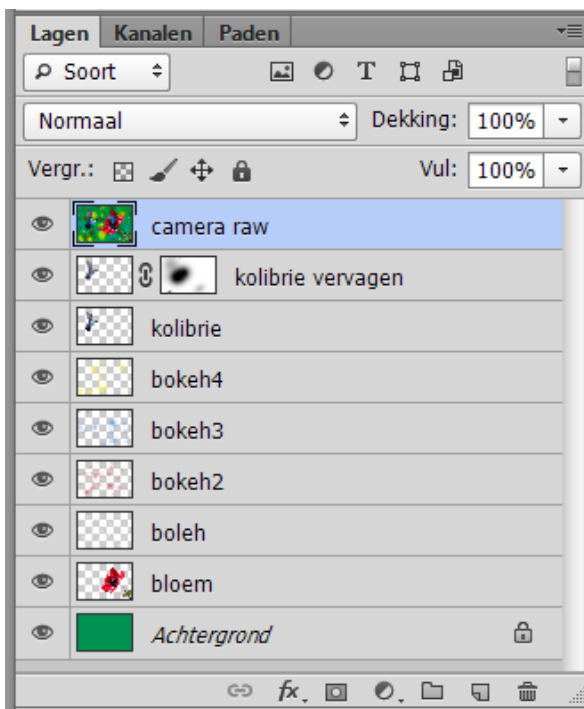 Lagen Kanalen Paden
Soort
Normaal Dekking: 100%
Vergr.: Vul: 100%
camera raw
kolibrie vervagen
kolibrie
bokeh4
bokeh3
bokeh2
boleh
bloem
Achtergrond
fx